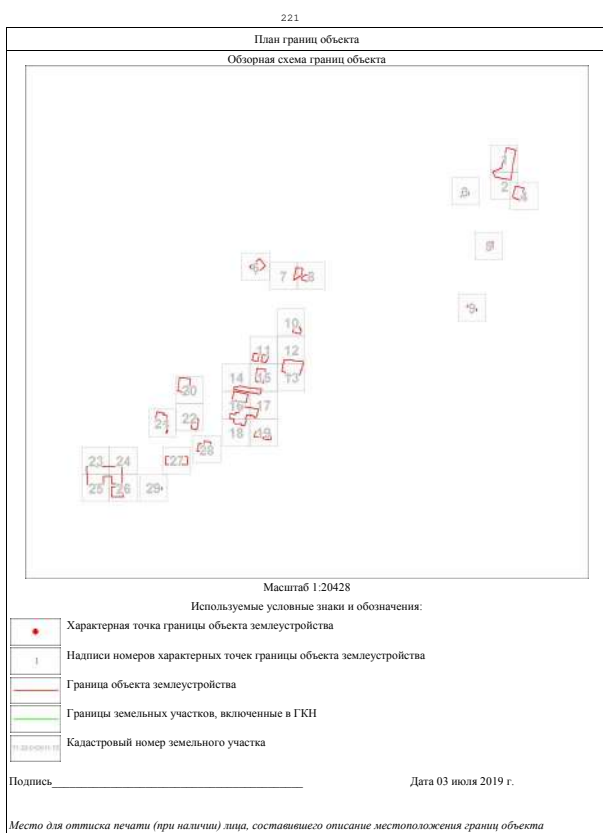 221
План границ объекта
Обзорная схема границ объекта
1
2
4
6
7
8
9
10
11
12
13
14
15
16
17
18
19
20
21
22
23
24
25
26
27
28
29
Масштаб 1:20428
Используемые условные знаки и обозначения:
Характерная точка границы объекта землеустройства
1
Надписи номеров характерных точек границы объекта землеустройства
Граница объекта землеустройства
Границы земельных участков, включенные в ГКН
Кадастровый номер земельного участка
Подпись
Дата 03 июля 2019 г.
Место для оттиска печати (при наличии) лица, составившего описание местоположения границ объекта